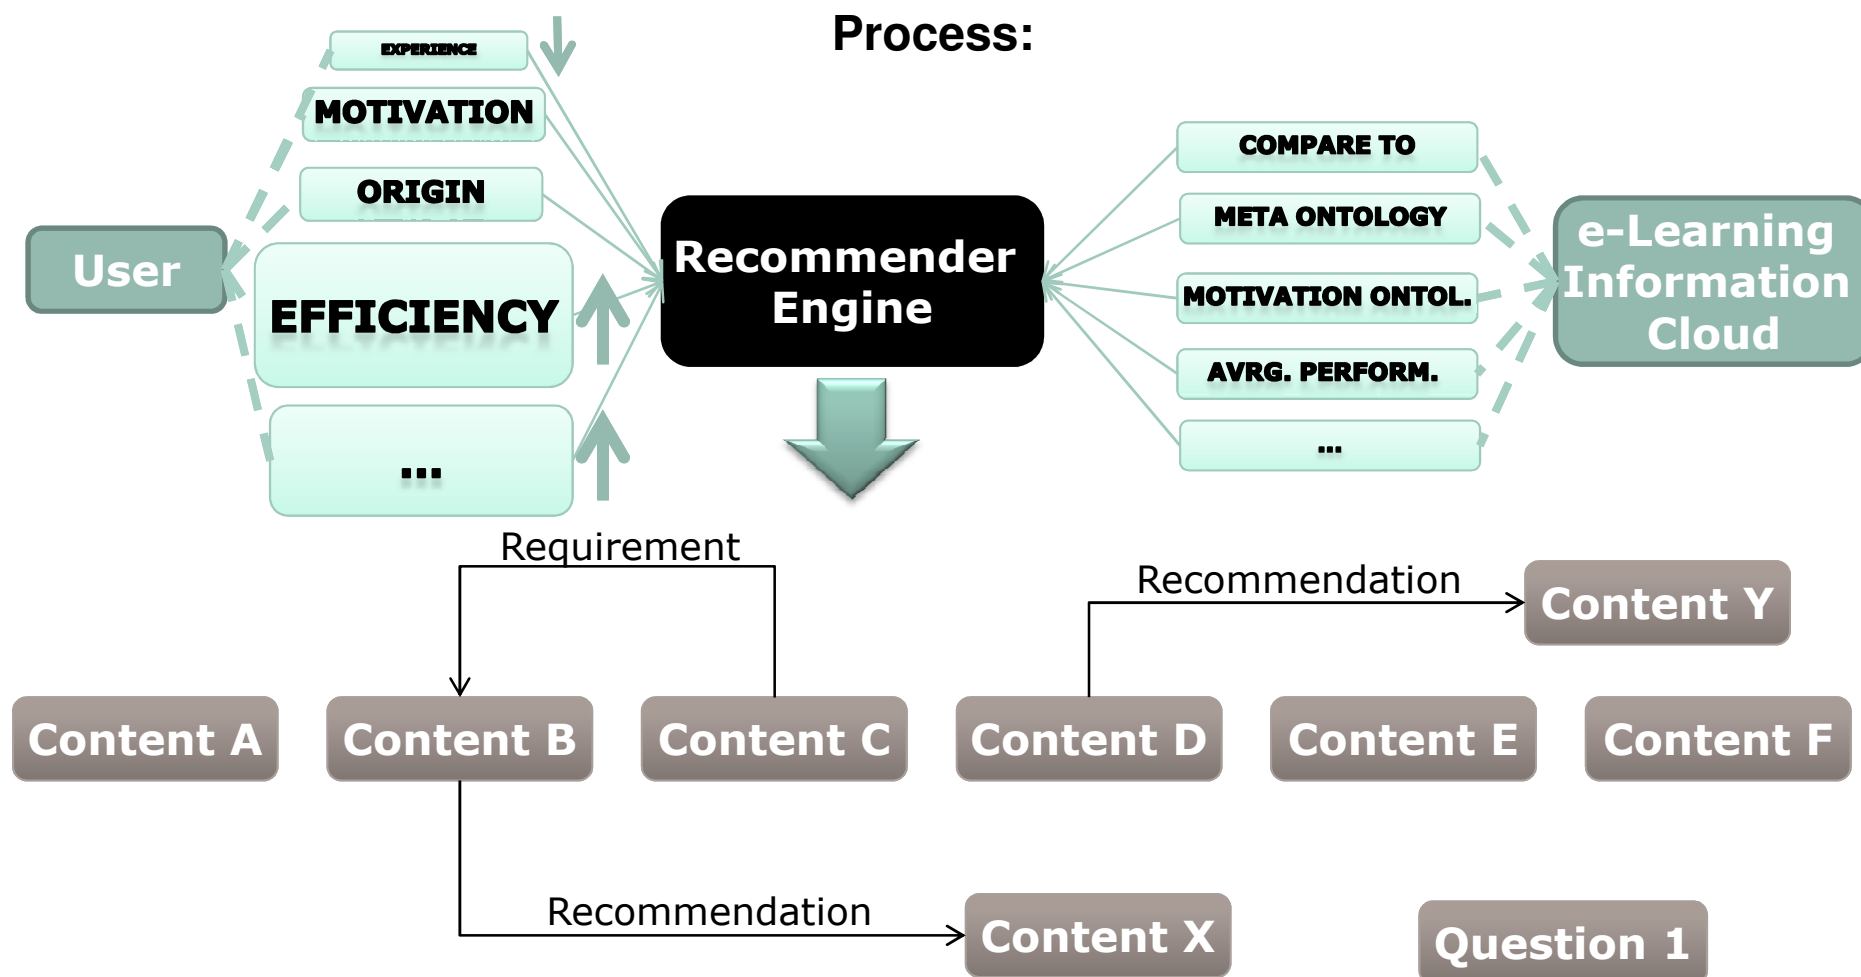 Process:
EXPERIENCE
MOTIVATION
ORIGIN
EFFICIENCY
...
User
Recommender
Engine
COMPARE TO
META ONTOLOGY
MOTIVATION ONTOL.
AVRG. PERFORM.
...
e-Learning
Information
Cloud
Requirement
Recommendation
Content Y
Content A
Content B
Content C
Content D
Content E
Content F
Recommendation
Content X
Question 1